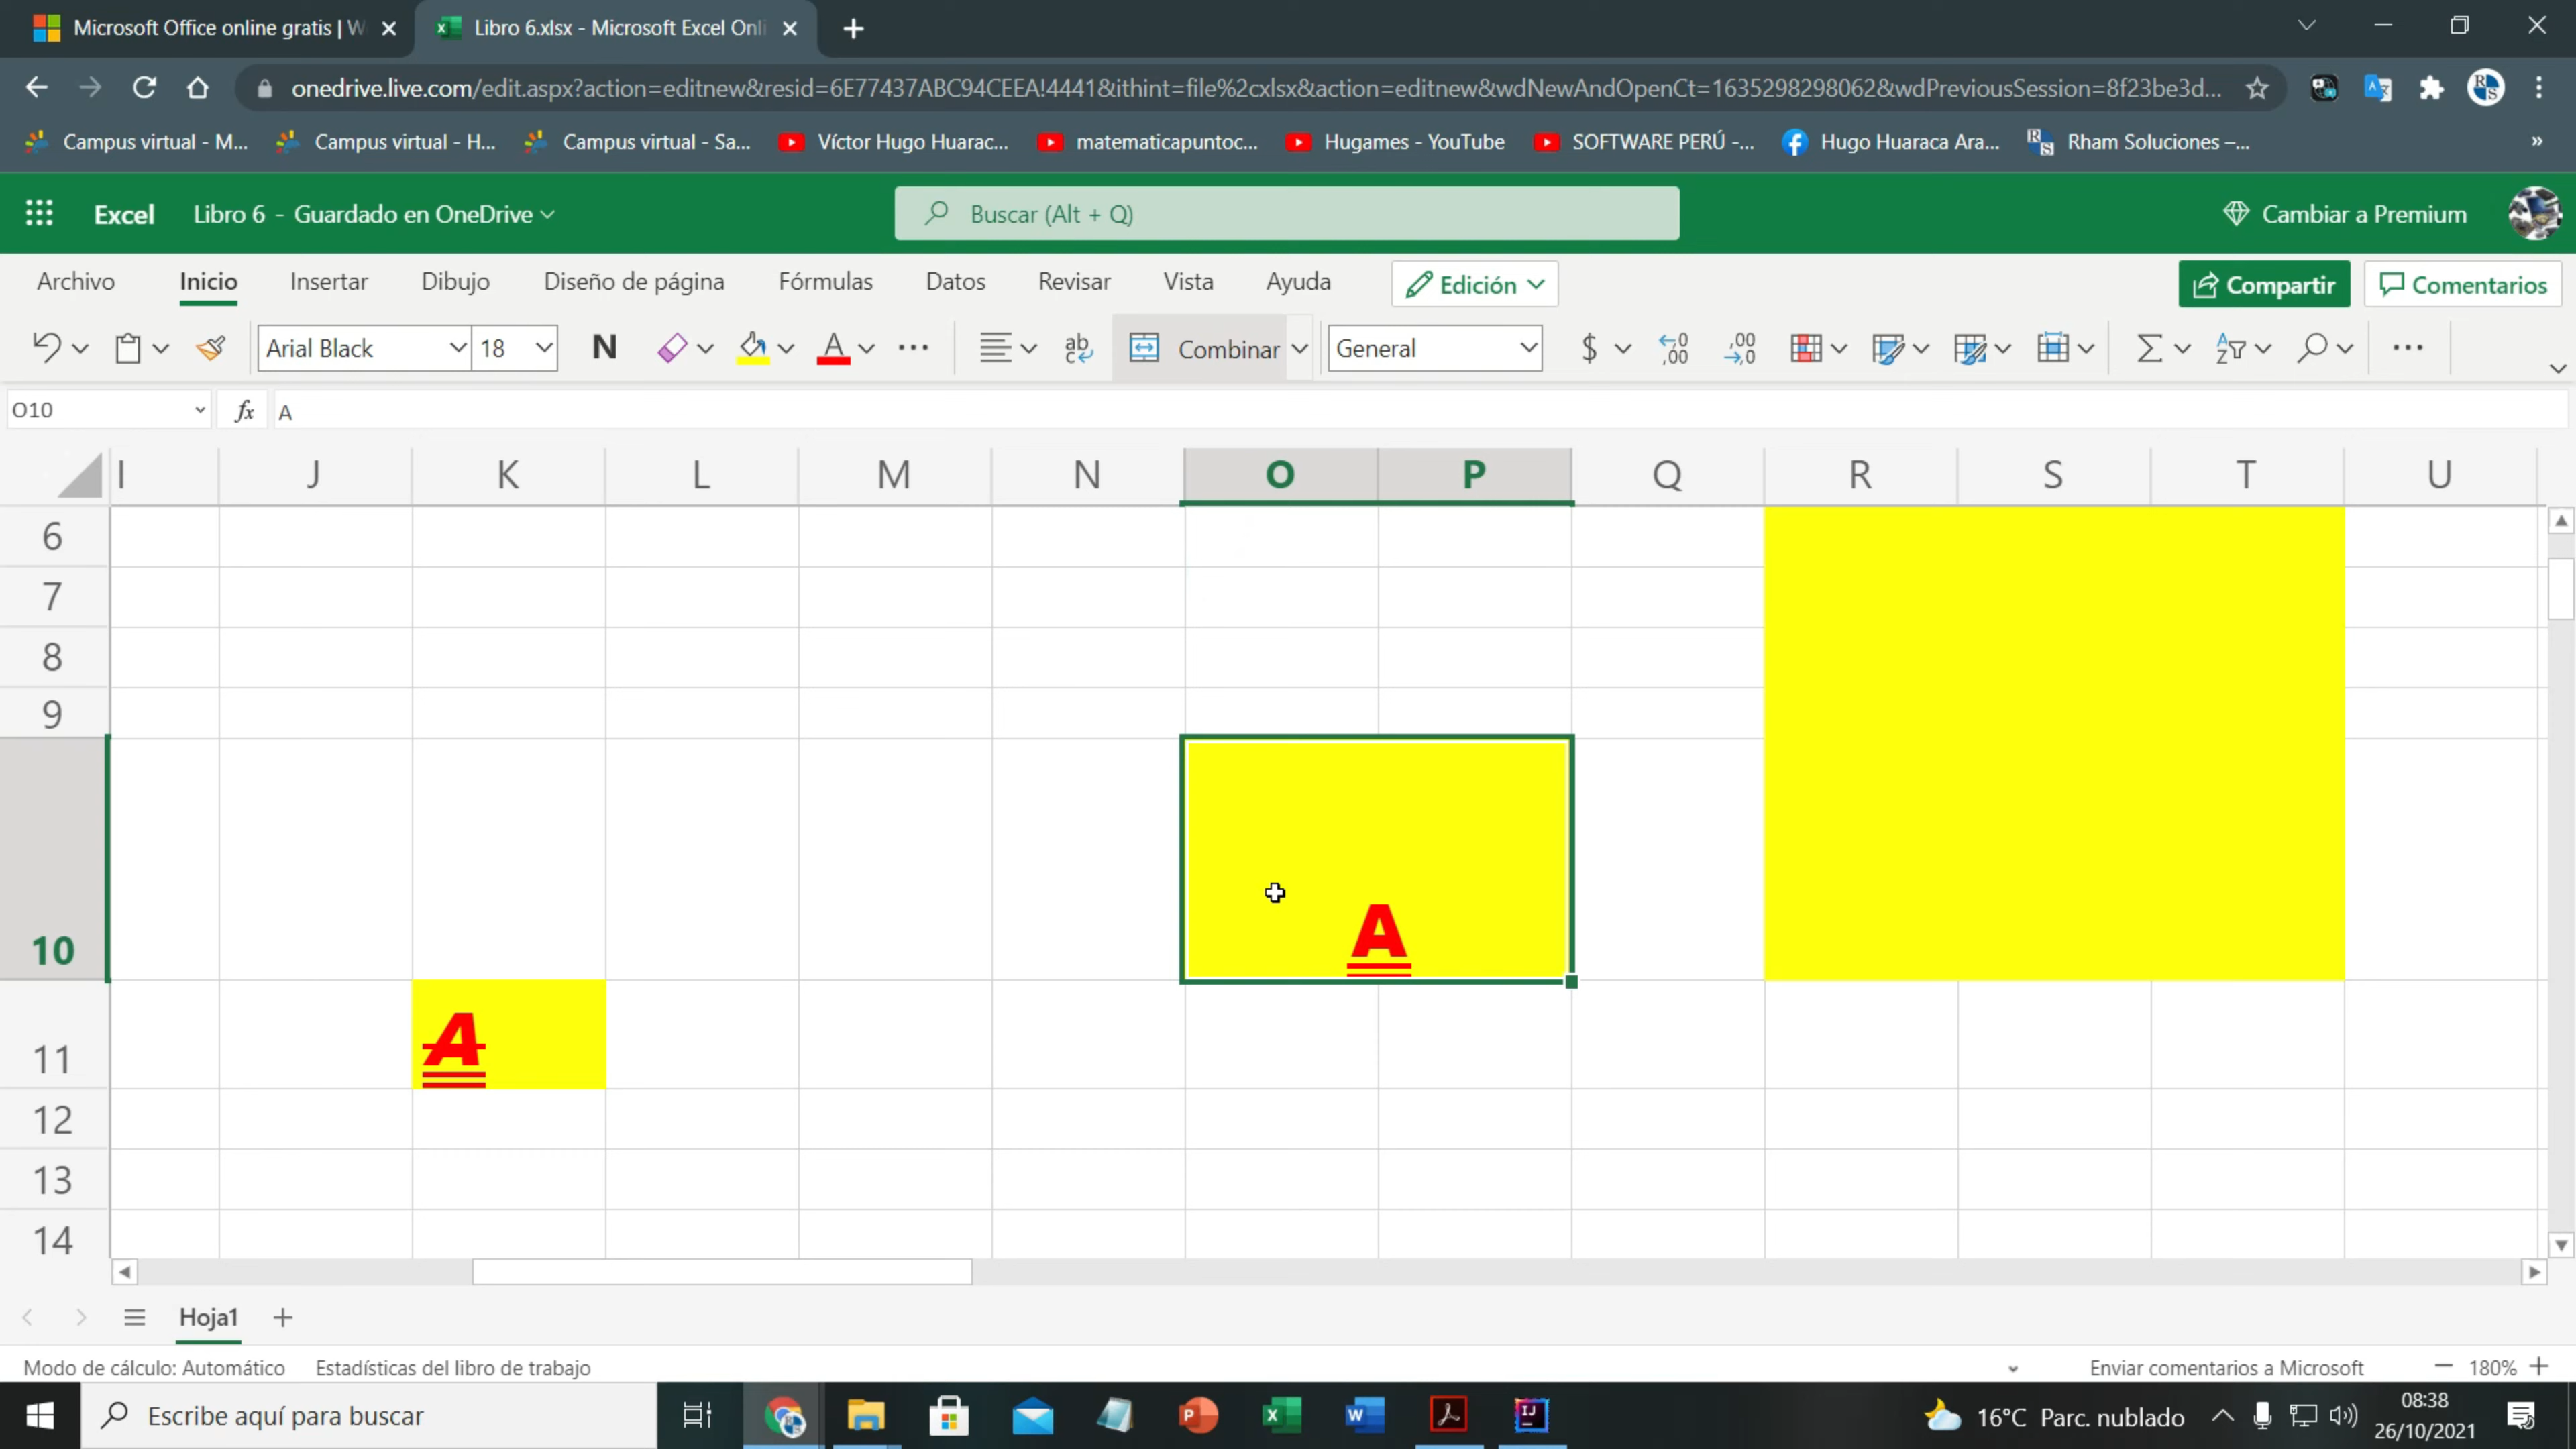 Microsoft Office online gratis | W
Libro 6.xlsx - Microsoft Excel Onli
onedrive.live.com/edit.aspx?action=editnew&resid=6E77437ABC94CEEA!4441&ithint=file%2cxlsx&action=editnew&wdNewAndOpenCt=1635298298062&wdPreviousSession=8f23be3d...
Campus virtual - M... Campus virtual - H... Campus virtual - Sa... Víctor Hugo Huarac... matematicapuntoc... Hugames - YouTube SOFTWARE PERÚ -... Hugo Huaraca Ara... Rham Soluciones –... »
Excel Libro 6 - Guardado en OneDrive Buscar (Alt + Q) Cambiar a Premium
Archivo Inicio Insertar Dibujo Diseño de página Fórmulas Datos Revisar Vista Ayuda Edición Compartir Comentarios
Arial Black 18 N A ... ab c Combinar General $ ←0 ,00 ,00 →,0 Σ AZ ...
O10 fx A
I J K L M N O P Q R S T U
6
7
8
9
10 A
11 A
12
13
14
Hoja1 +
Modo de cálculo: Automático Estadísticas del libro de trabajo Enviar comentarios a Microsoft − 180% +
Escribe aquí para buscar 16°C Parc. nublado 08:38
26/10/2021